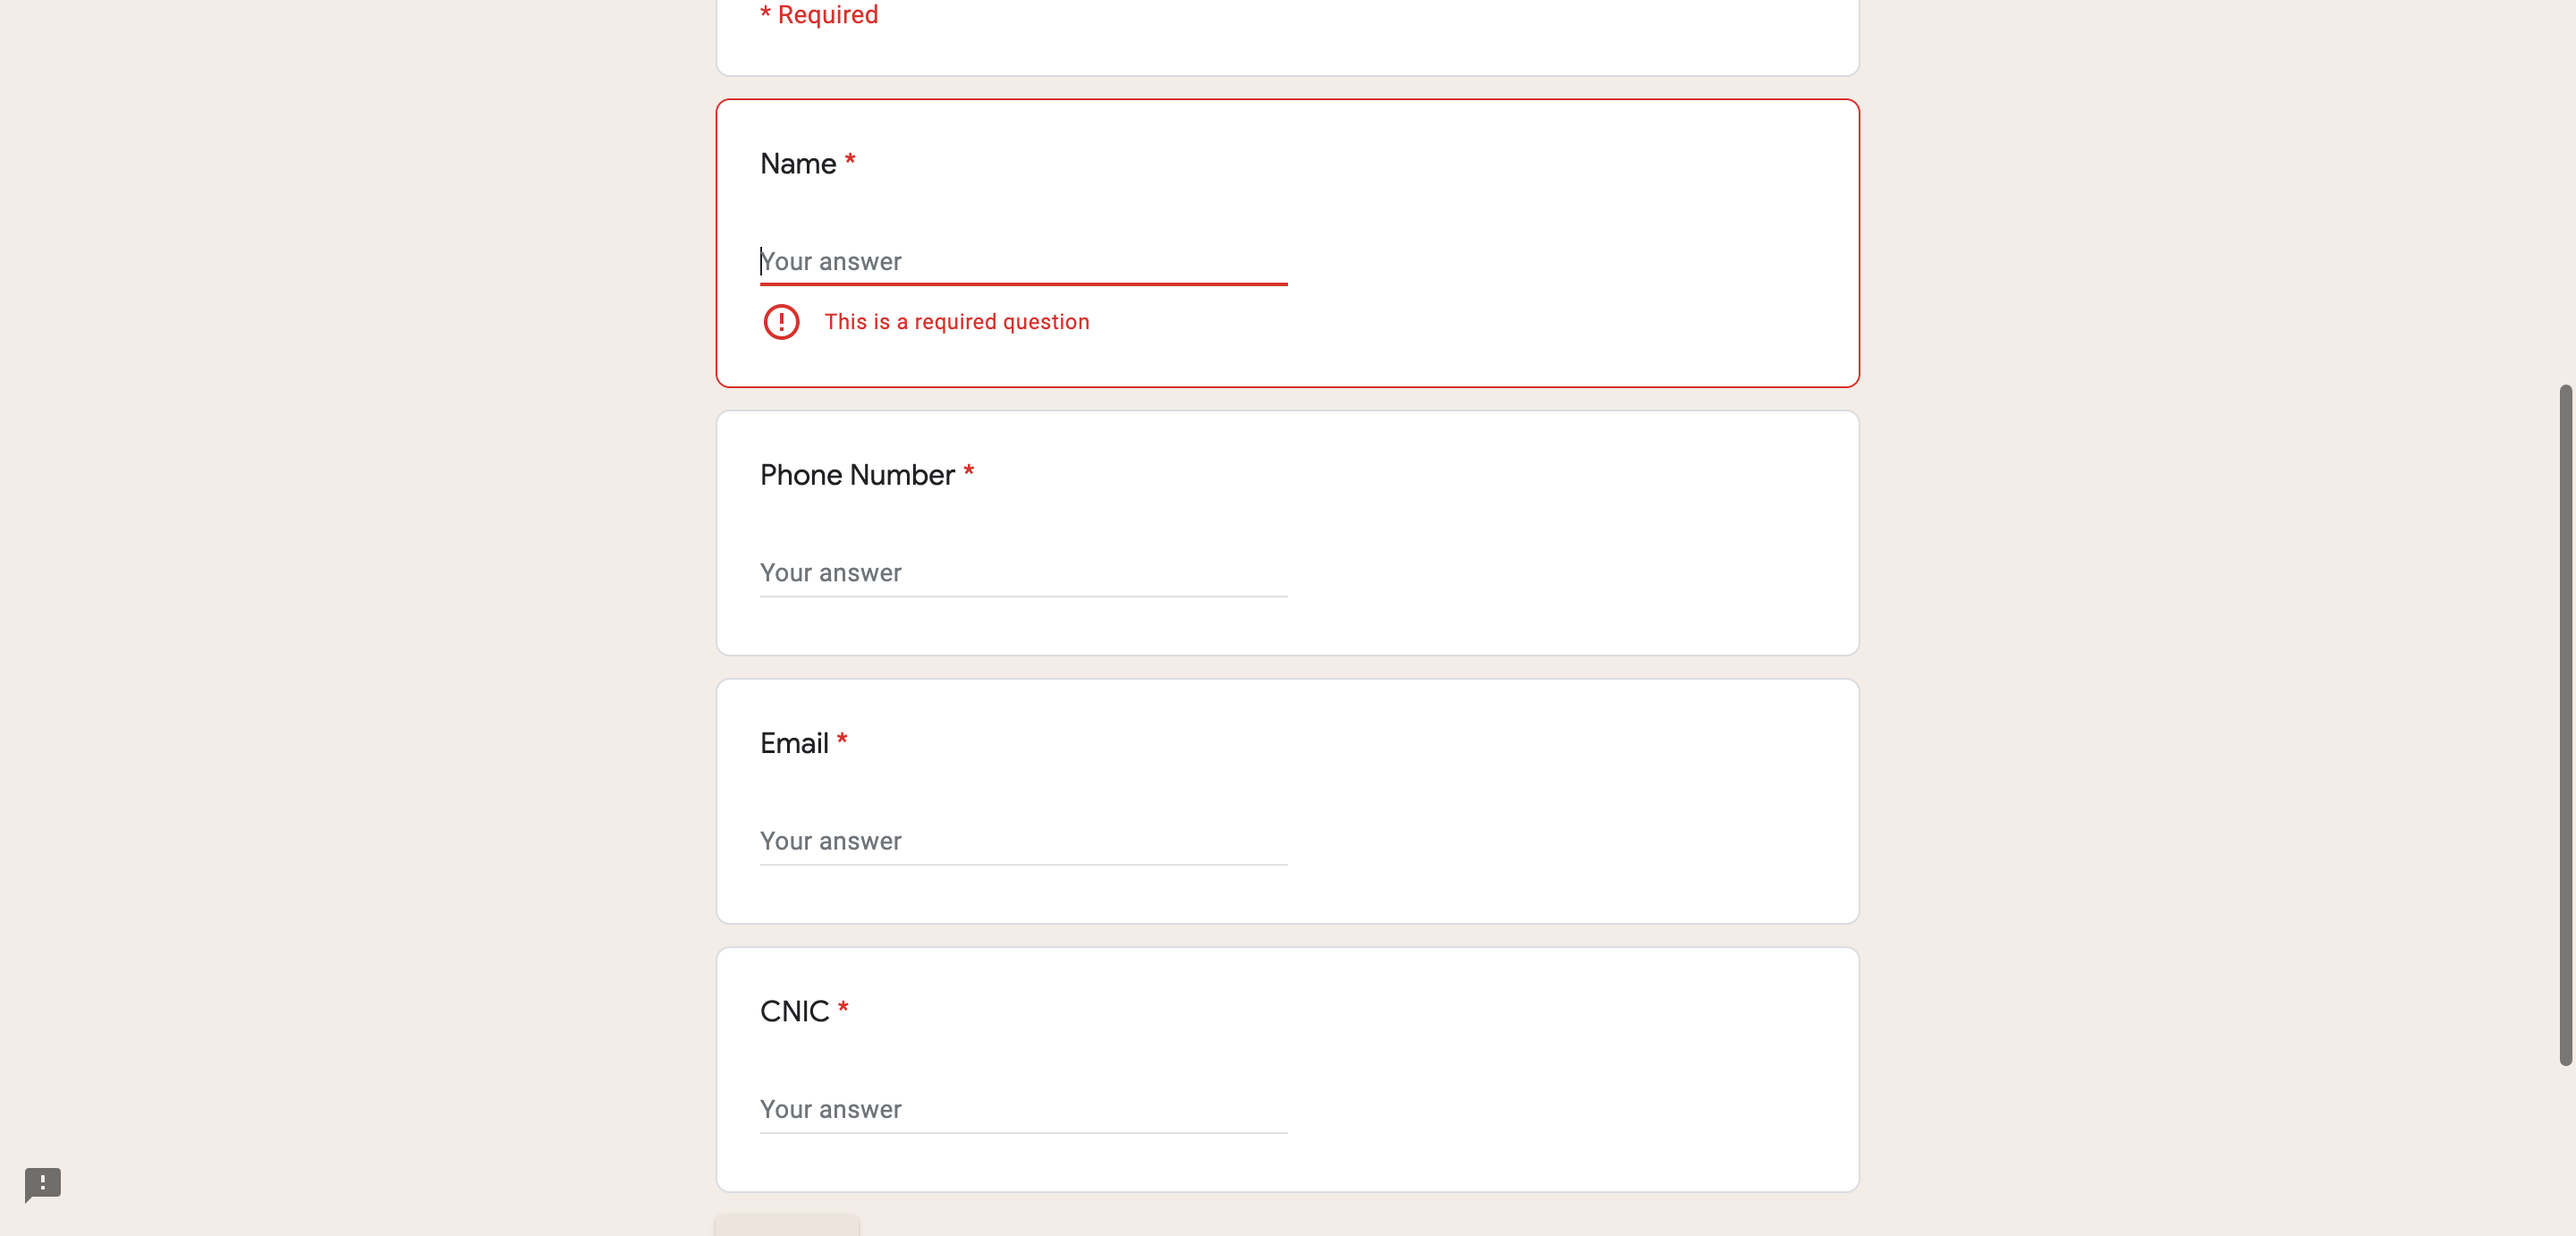 * Required
Name *
Your answer
This is a required question
Phone Number *
Your answer
Email *
Your answer
CNIC *
Your answer